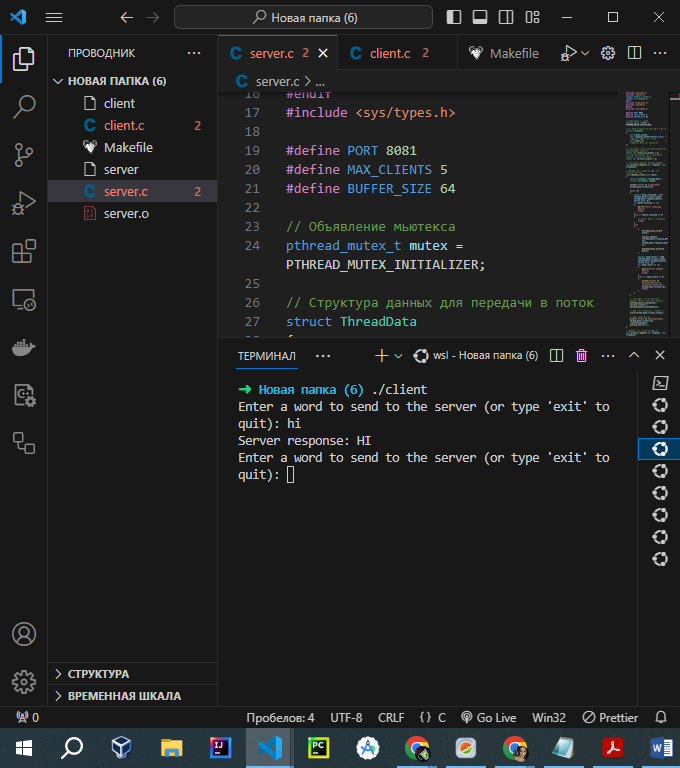 Новая папка (6)
ПРОВОДНИК
НОВАЯ ПАПКА (6)
client
client.c 2
Makefile
server
server.c 2
server.o
СТРУКТУРА
ВРЕМЕННАЯ ШКАЛА
server.c 2
client.c 2
Makefile
server.c > ...
16 #endif
17 #include <sys/types.h>
18
19 #define PORT 8081
20 #define MAX_CLIENTS 5
21 #define BUFFER_SIZE 64
22
23 // Объявление мьютекса
24 pthread_mutex_t mutex =
PTHREAD_MUTEX_INITIALIZER;
25
26 // Структура данных для передачи в поток
27 struct ThreadData
ТЕРМИНАЛ
wsl - Новая папка (6)
➜ Новая папка (6) ./client
Enter a word to send to the server (or type 'exit' to
quit): hi
Server response: HI
Enter a word to send to the server (or type 'exit' to
quit):
0
Пробелов: 4
UTF-8
CRLF
{} C
Go Live
Win32
Prettier